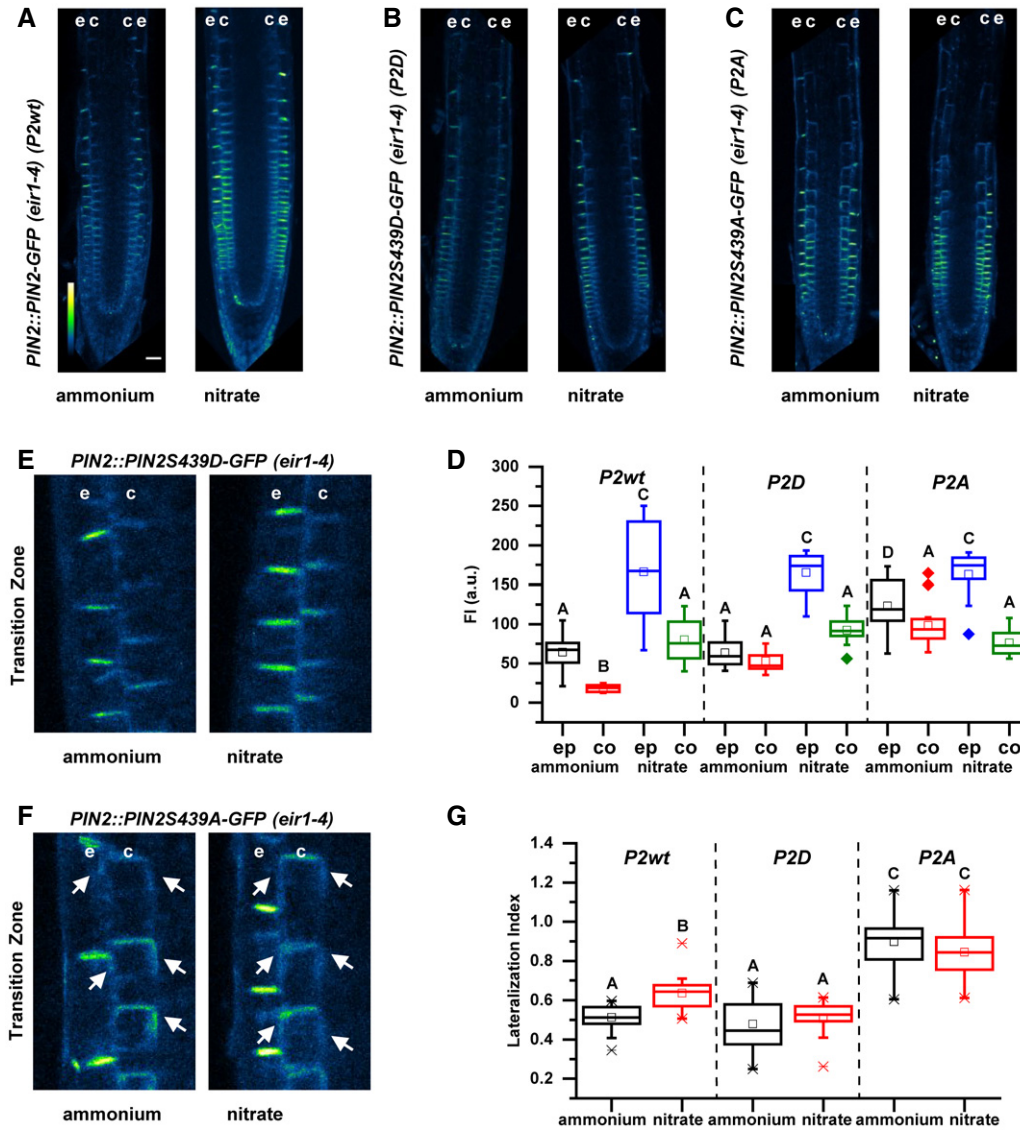 A
PIN2::PIN2-GFP (eir1-4) (P2wt)
e c c e
e c c e
ammonium nitrate
B
PIN2::PIN2S439D-GFP (eir1-4) (P2D)
e c c e
e c c e
ammonium nitrate
C
PIN2::PIN2S439A-GFP (eir1-4) (P2A)
e c c e
e c c e
ammonium nitrate
E
PIN2::PIN2S439D-GFP (eir1-4)
Transition Zone
e c
e c
ammonium nitrate
D
FI (a.u.)
300
250
200
150
100
50
0
P2wt P2D P2A
A B C A A A C A D A C A
ep co ep co ep co ep co ep co ep co
ammonium nitrate ammonium nitrate ammonium nitrate
F
PIN2::PIN2S439A-GFP (eir1-4)
Transition Zone
e c
e c
ammonium nitrate
G
Lateralization Index
1.4
1.2
1.0
0.8
0.6
0.4
0.2
P2wt P2D P2A
A B A A C C
ammonium nitrate ammonium nitrate ammonium nitrate